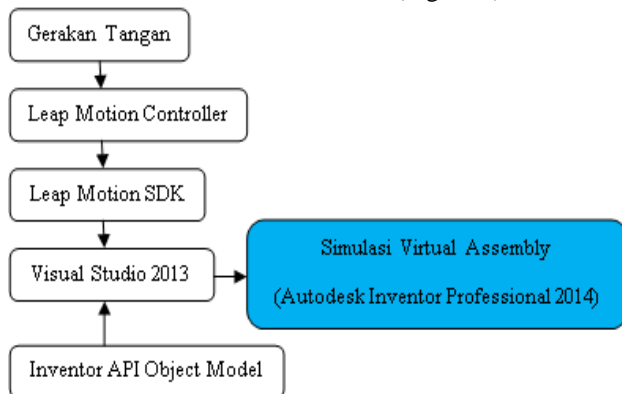 Gerakan Tangan
Leap Motion Controller
Leap Motion SDK
Visual Studio 2013
Simulasi Virtual Assembly
(Autodesk Inventor Professional 2014)
Inventor API Object Model